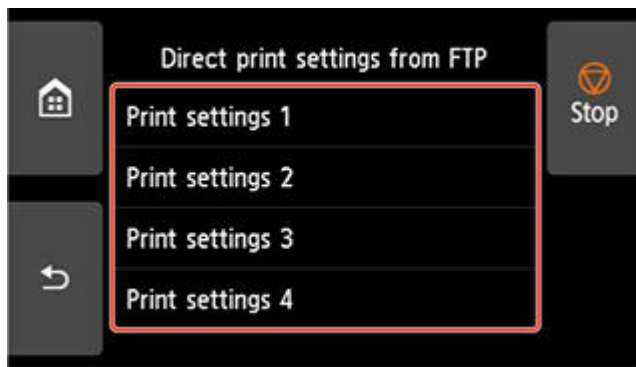 Direct print settings from FTP
Stop
Print settings 1
Print settings 2
Print settings 3
Print settings 4